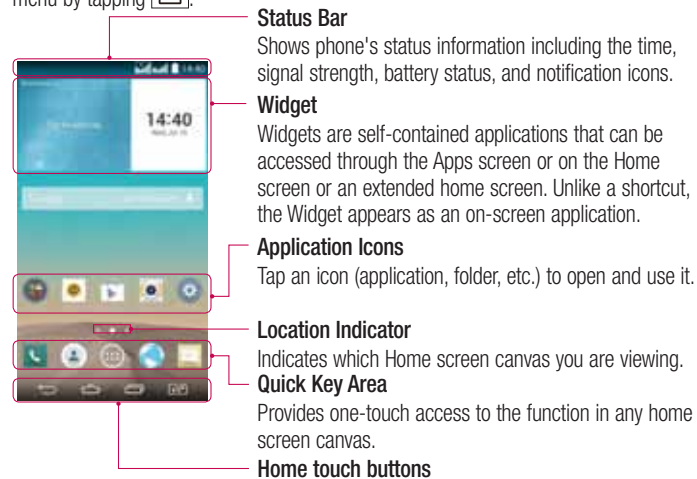 menu by tapping
Status Bar
Shows phone's status information including the time,
signal strength, battery status, and notification icons.
Widget
Widgets are self-contained applications that can be
accessed through the Apps screen or on the Home
screen or an extended home screen. Unlike a shortcut,
the Widget appears as an on-screen application.
Application Icons
Tap an icon (application, folder, etc.) to open and use it.
Location Indicator
Indicates which Home screen canvas you are viewing.
Quick Key Area
Provides one-touch access to the function in any home
screen canvas.
Home touch buttons
14:40
14:40
Google